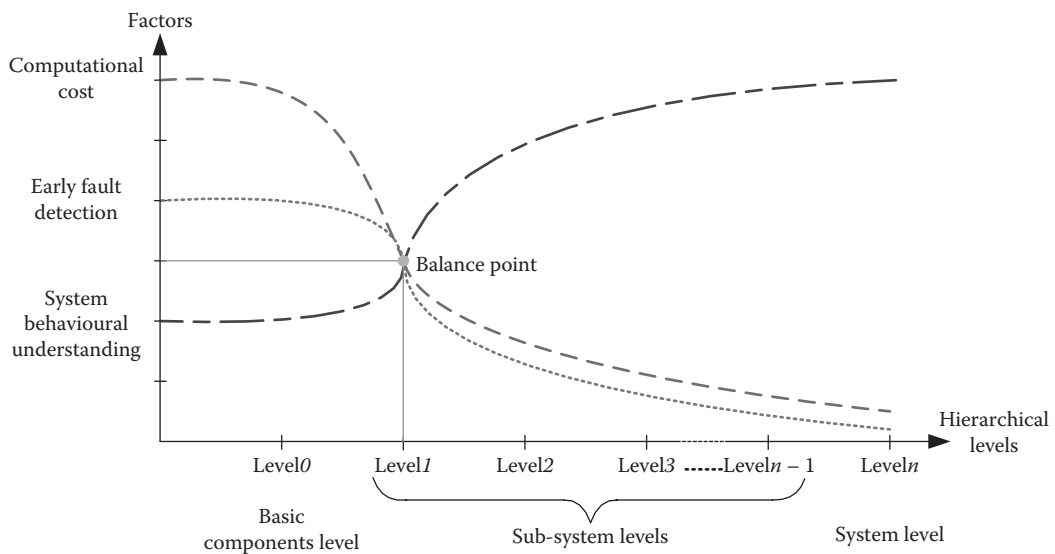 Factors
Computational
cost
Early fault
detection
Balance point
System
behavioural
understanding
Hierarchical
levels
Level0 Level1 Level2 Level3 Leveln – 1 Leveln
Basic
components level
Sub-system levels
System level